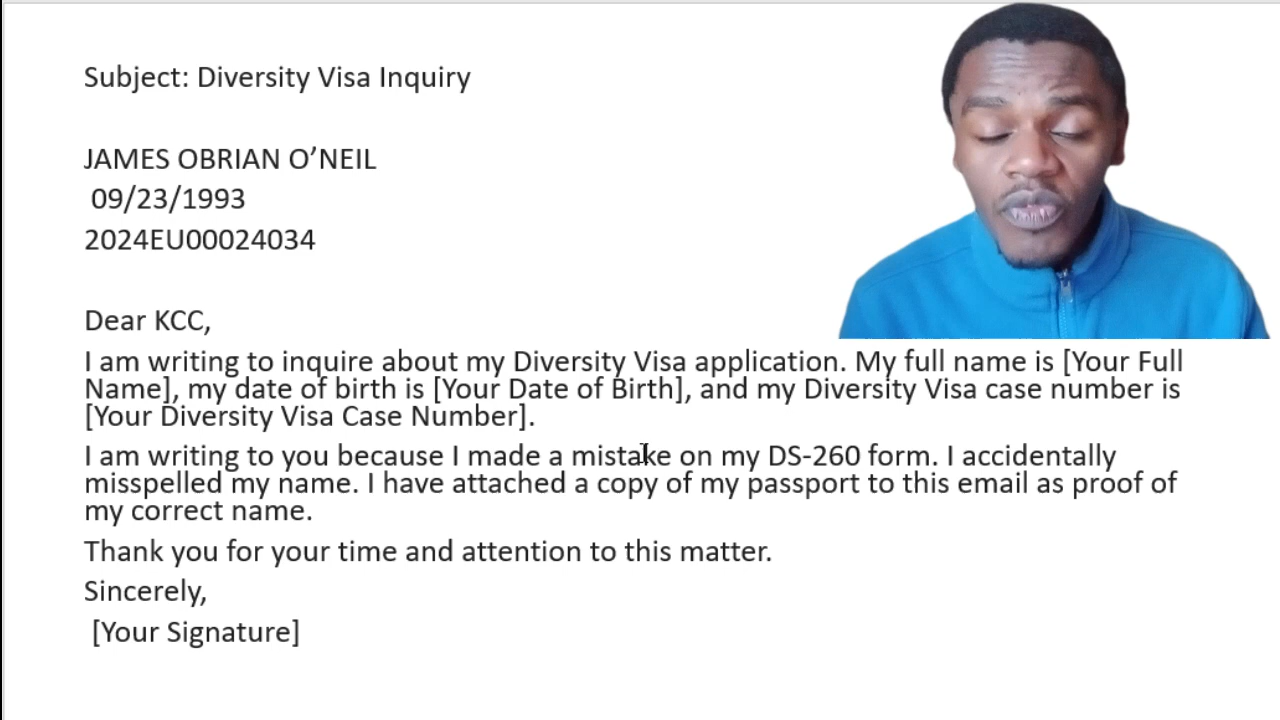 Subject: Diversity Visa Inquiry
JAMES OBRIAN O’NEIL
09/23/1993
2024EU00024034
Dear KCC,
I am writing to inquire about my Diversity Visa application. My full name is [Your Full
Name], my date of birth is [Your Date of Birth], and my Diversity Visa case number is
[Your Diversity Visa Case Number].
I am writing to you because I made a mistake on my DS-260 form. I accidentally
misspelled my name. I have attached a copy of my passport to this email as proof of
my correct name.
Thank you for your time and attention to this matter.
Sincerely,
[Your Signature]